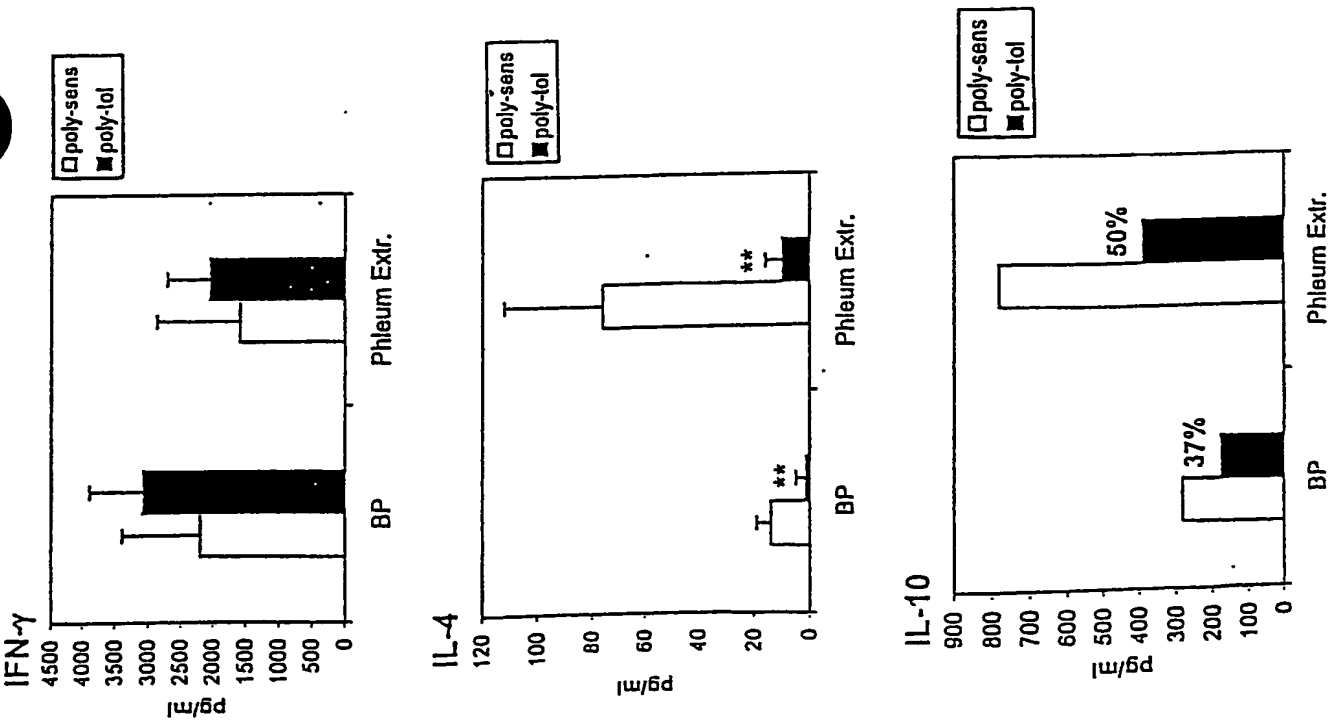 IFN-γ
4500
4000
3500
3000
2500
2000
1500
1000
500
0
pg/ml
BP
Phleum Extr.
poly-sens
poly-tol
IL-4
120
100
80
60
40
20
0
pg/ml
**
**
BP
Phleum Extr.
poly-sens
poly-tol
IL-10
900
800
700
600
500
400
300
200
100
0
pg/ml
37%
50%
BP
Phleum Extr.
poly-sens
poly-tol